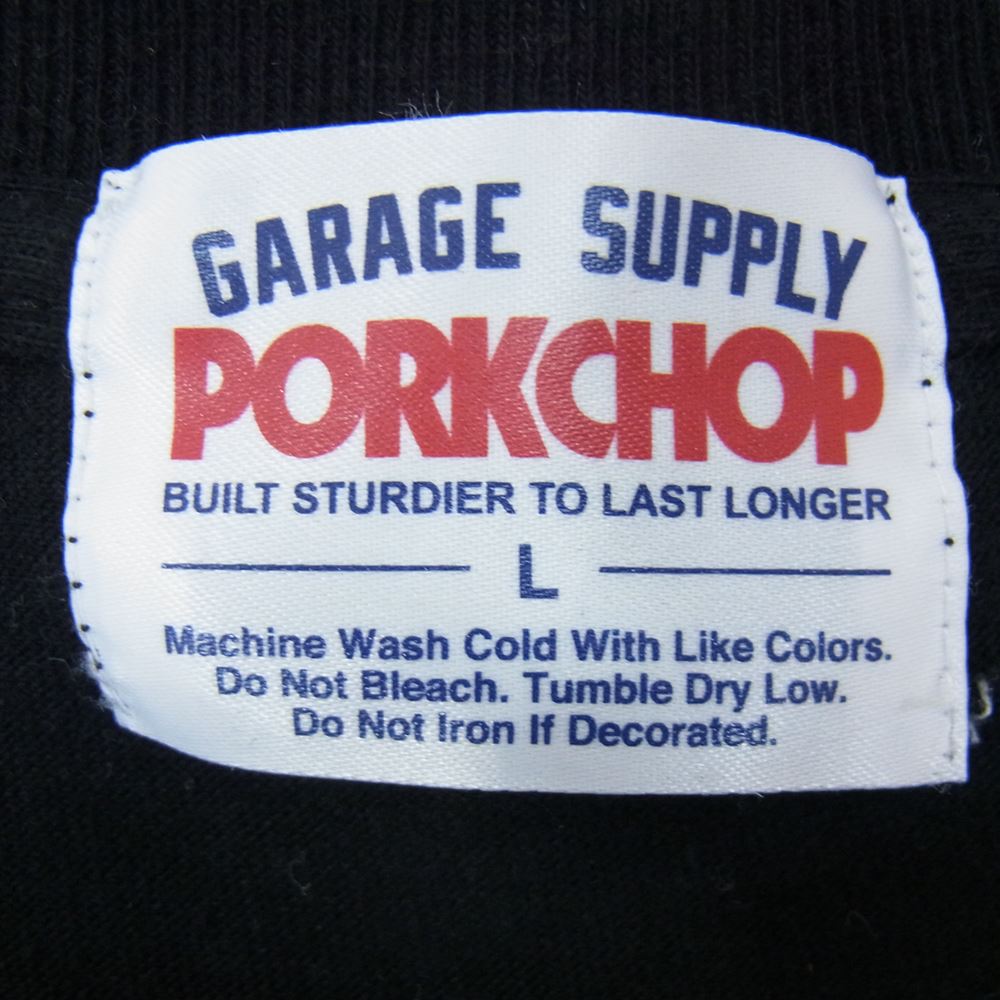 GARAGE SUPPLY
PORKCHOP
BUILT STURDIER TO LAST LONGER
L
Machine Wash Cold With Like Colors.
Do Not Bleach. Tumble Dry Low.
Do Not Iron If Decorated.